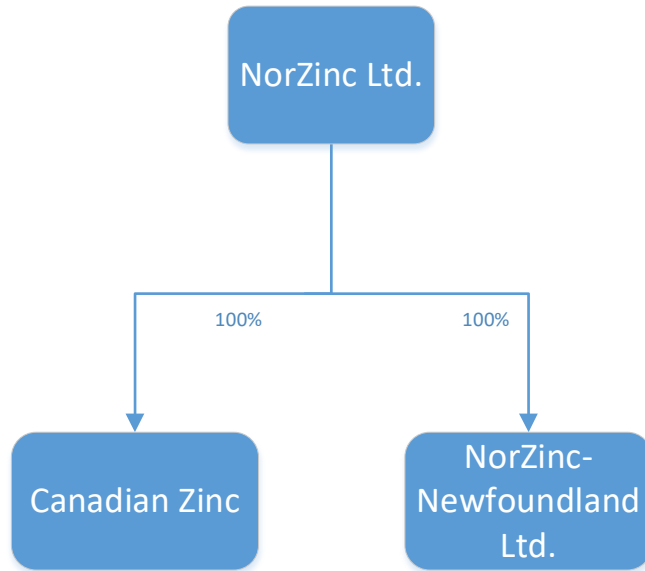 NorZinc Ltd.
100%
100%
Canadian Zinc
NorZinc-
Newfoundland
Ltd.